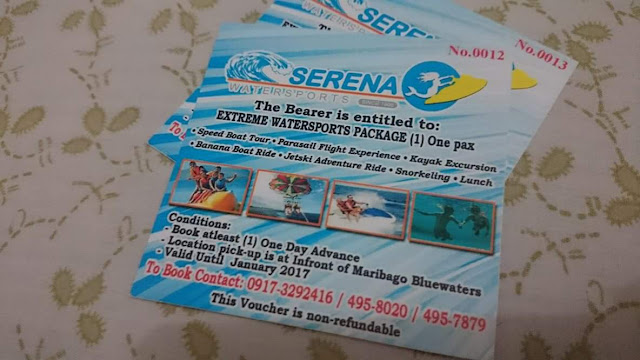 No.0013
No.0012
SERENA
WATERSPORTS
The Bearer is entitled to:
EXTREME WATERSPORTS PACKAGE (1) One pax
• Speed Boat Tour • Parasail Flight Experience • Kayak Excursion
• Banana Boat Ride • Jetski Adventure Ride • Snorkeling • Lunch
Conditions:
- Book atleast (1) One Day Advance
- Location pick-up is at Infront of Maribago Bluewaters
- Valid Until January 2017
To Book Contact: 0917-3292416 / 495-8020 / 495-7879
This Voucher is non-refundable